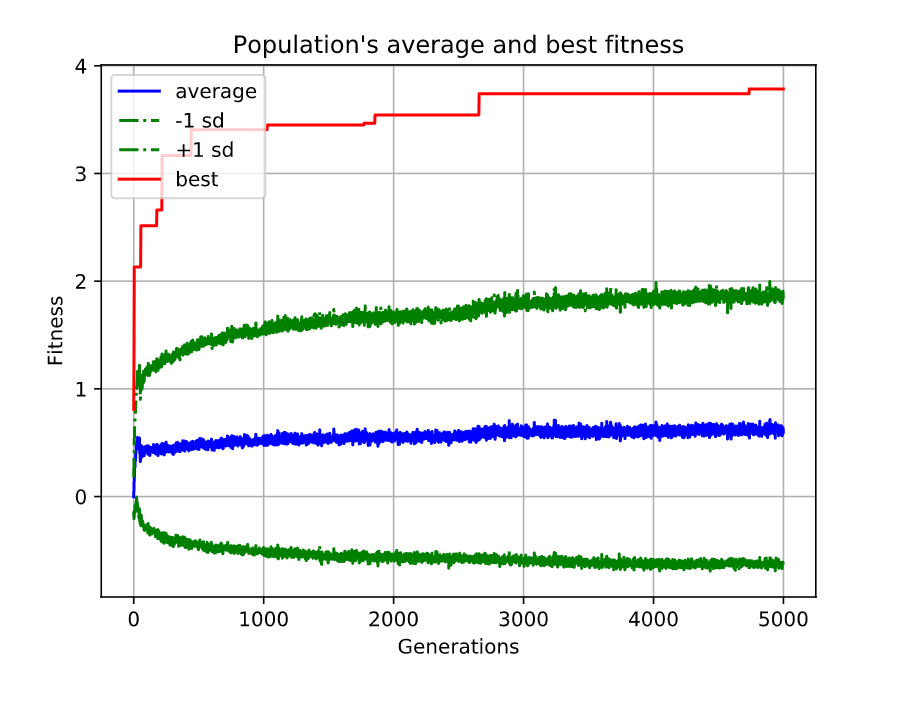 Population's average and best fitness
4
3
2
1
0
Fitness
average
-1 sd
+1 sd
best
0 1000 2000 3000 4000 5000
Generations